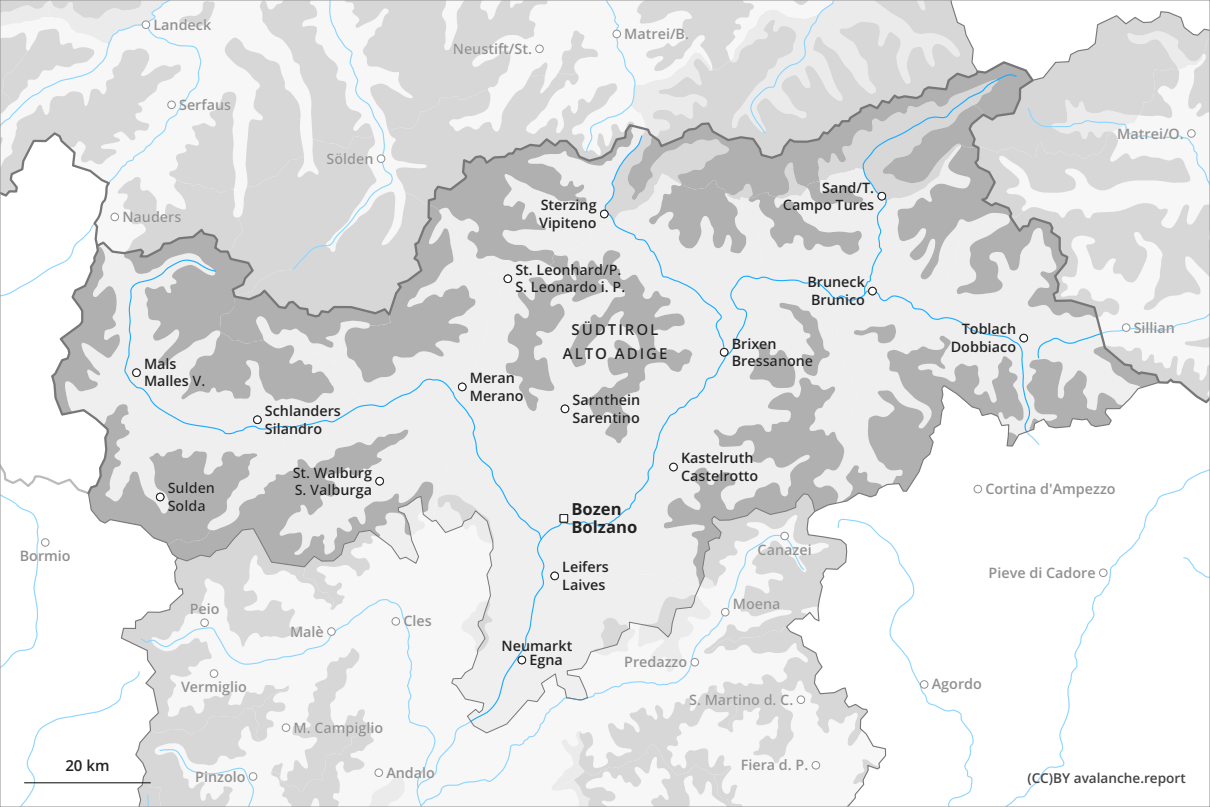 Landeck
Matrei/B.
Neustift/St.
Serfaus
Matrei/O.
Sölden
Sand/T.
Campo Tures
Sterzing
Vipiteno
Nauders
St. Leonhard/P.
S. Leonardo i. P.
Bruneck
Brunico
SÜDTIROL
ALTO ADIGE
Toblach
Dobbiaco
Sillian
Brixen
Bressanone
Mals
Malles V.
Meran
Merano
Sarnthein
Sarentino
Schlanders
Silandro
Kastelruth
Castelrotto
St. Walburg
S. Valburga
Sulden
Solda
Cortina d'Ampezzo
Bozen
Bolzano
Bormio
Canazei
Leifers
Laives
Pieve di Cadore
Peio
Moena
Malè
Cles
Neumarkt
Egna
Predazzo
Vermiglio
Agordo
S. Martino d. C.
M. Campiglio
20 km
Fiera d. P.
Pinzolo
Andalo
(CC)BY avalanche.report